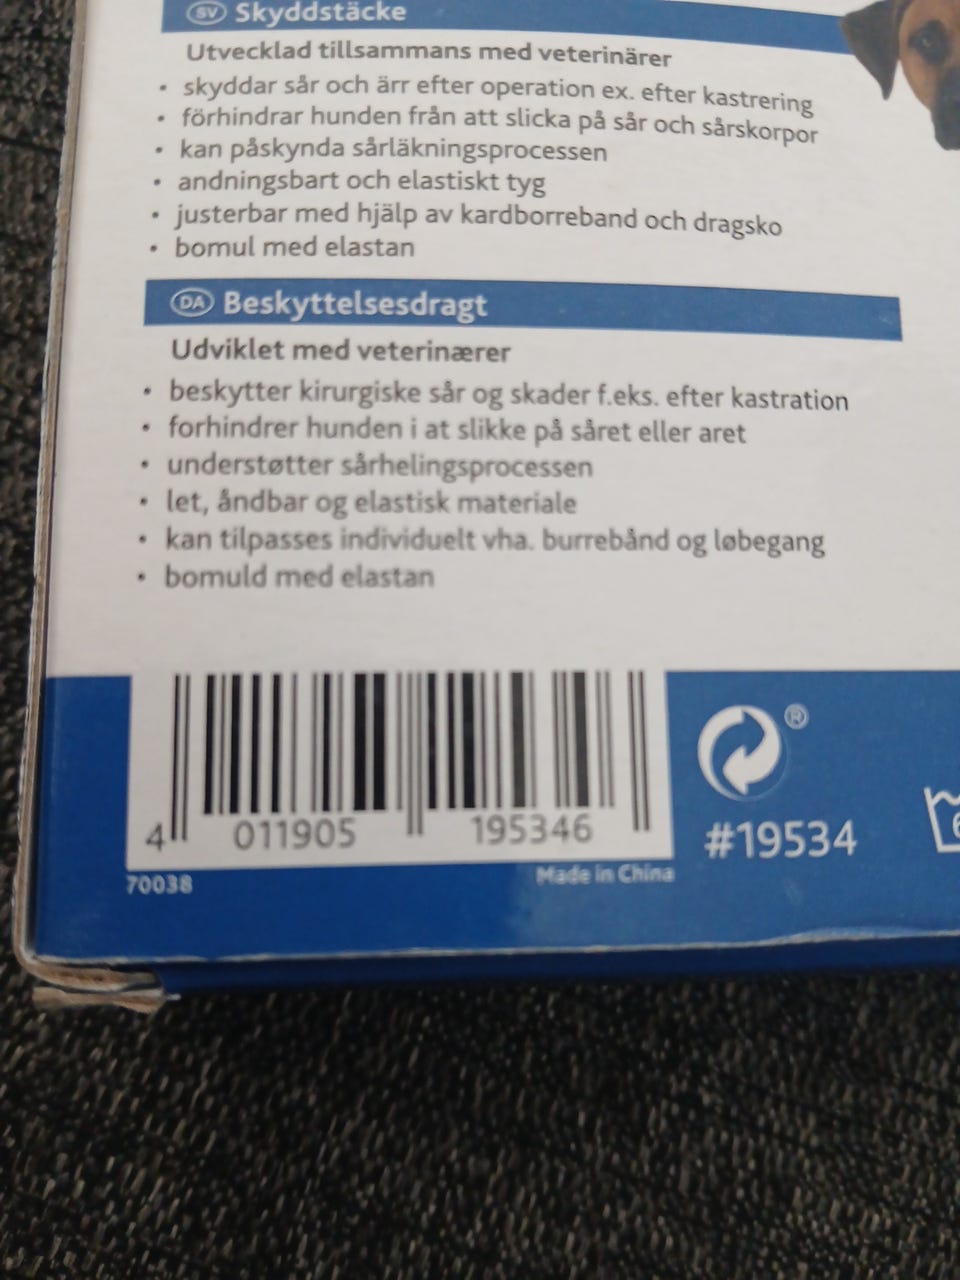 SV Skyddstäcke
Utvecklad tillsammans med veterinärer
• skyddar sår och ärr efter operation ex. efter kastrering
• förhindrar hunden från att slicka på sår och sårskorpor
• kan påskynda sårläkningsprocessen
• andningsbart och elastiskt tyg
• justerbar med hjälp av kardborreband och dragsko
• bomul med elastan
DA Beskyttelsesdragt
Udviklet med veterinærer
• beskytter kirurgiske sår og skader f.eks. efter kastration
• forhindrer hunden i at slikke på såret eller aret
• understøtter sårhelingsprocessen
• let, åndbar og elastisk materiale
• kan tilpasses individuelt vha. burrebånd og løbegang
• bomuld med elastan
®
4 011905 195346
#19534
70038
Made in China